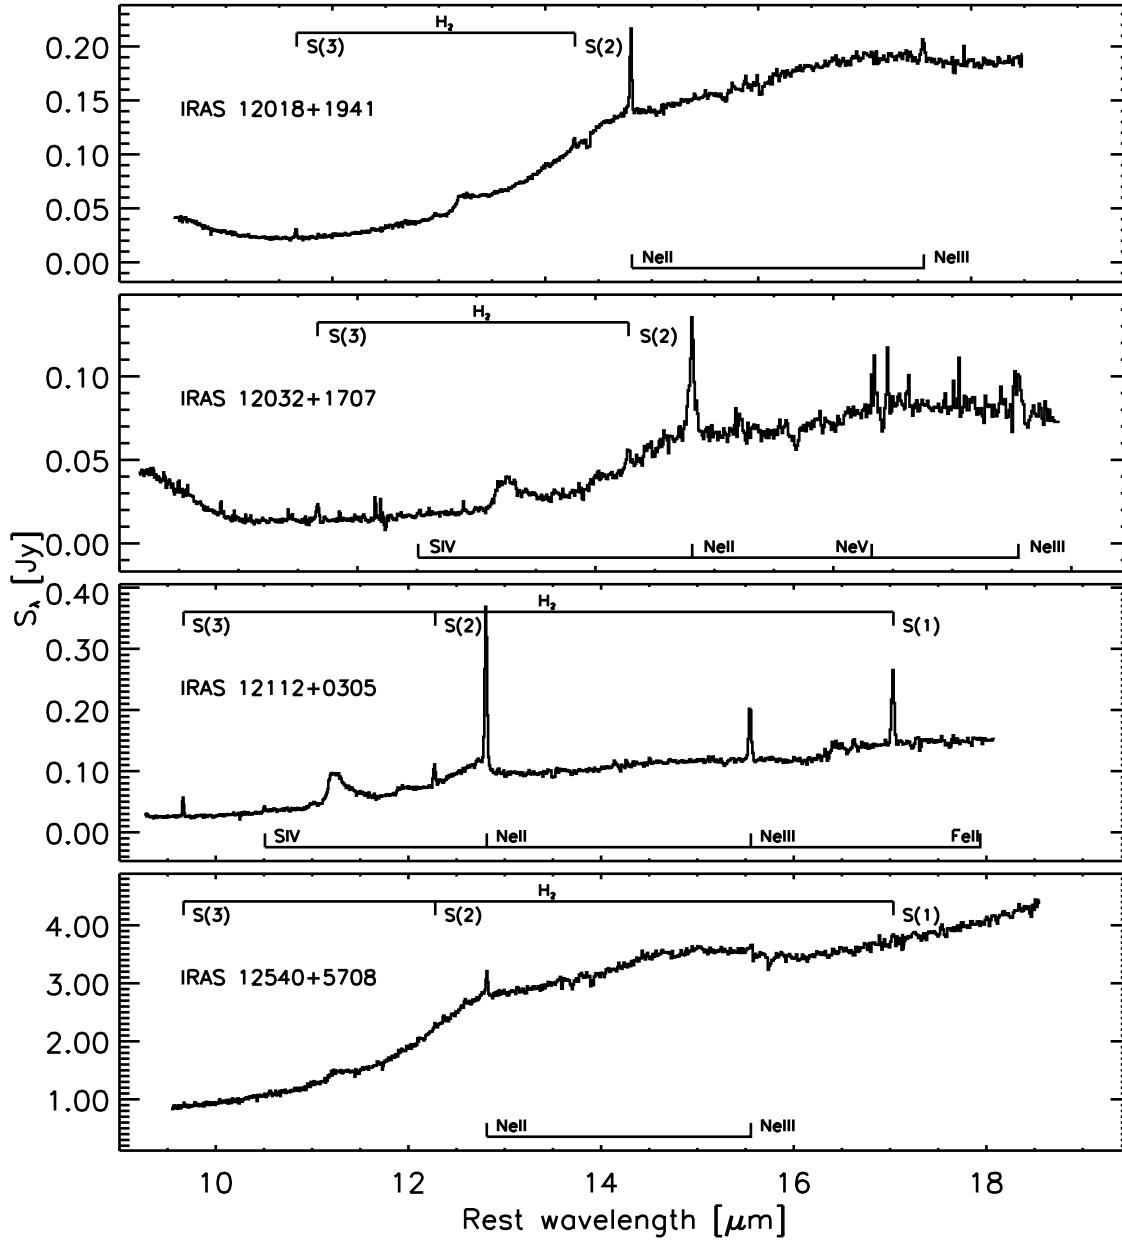 H₂
S(3)
S(2)
0.20
0.15
IRAS 12018+1941
0.10
0.05
0.00
NeII
NeIII
H₂
S(3)
S(2)
0.10
IRAS 12032+1707
0.05
0.00
SIV
NeII
NeV
NeIII
S_λ [Jy]
0.40
H₂
S(3)
S(2)
S(1)
0.30
IRAS 12112+0305
0.20
0.10
0.00
SIV
NeII
NeIII
FeII
H₂
S(3)
S(2)
S(1)
4.00
IRAS 12540+5708
3.00
2.00
1.00
NeII
NeIII
10 12 14 16 18
Rest wavelength [μm]